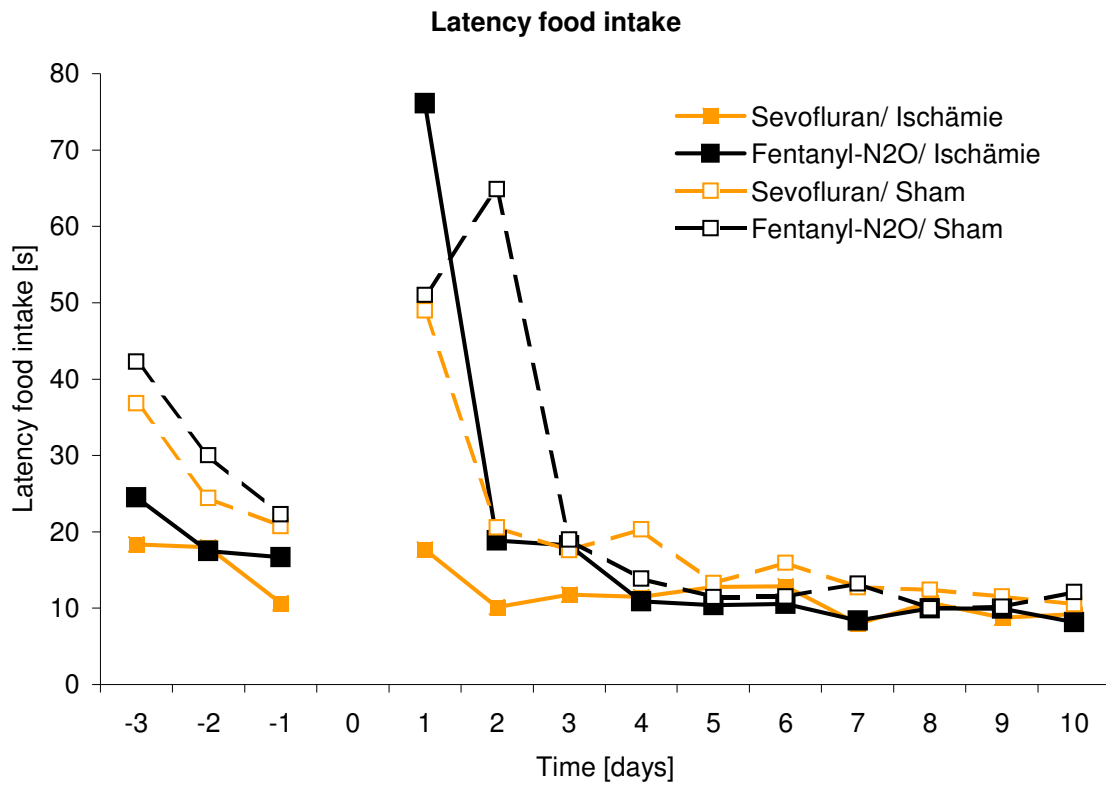 Latency food intake
80
70
60
50
40
30
20
10
0
Latency food intake [s]
Sevofluran/ Ischämie
Fentanyl-N2O/ Ischämie
Sevofluran/ Sham
Fentanyl-N2O/ Sham
-3 -2 -1 0 1 2 3 4 5 6 7 8 9 10
Time [days]